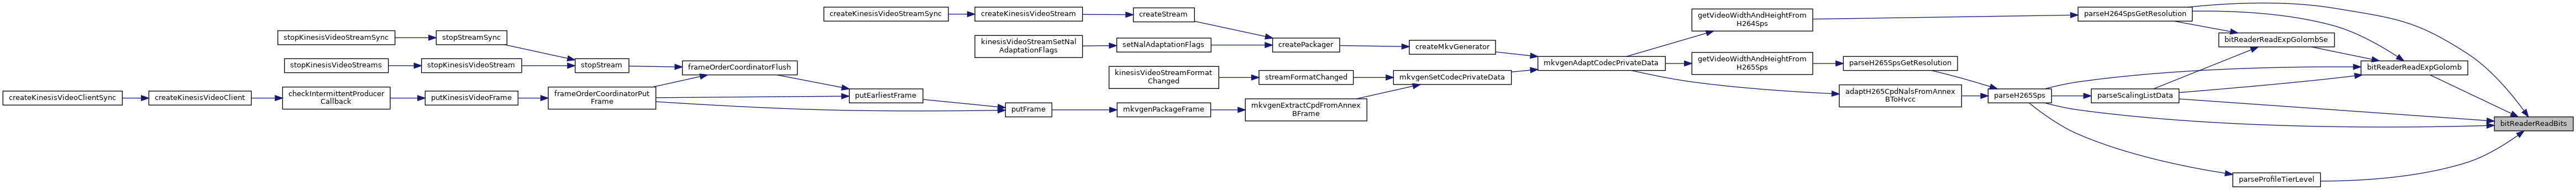 createKinesisVideoClientSync
createKinesisVideoClient
stopKinesisVideoStreamSync
stopKinesisVideoStreams
checkIntermittentProducer
Callback
stopStreamSync
stopKinesisVideoStream
putKinesisVideoFrame
stopStream
frameOrderCoordinatorPut
Frame
frameOrderCoordinatorFlush
createKinesisVideoStreamSync
putEarliestFrame
createKinesisVideoStream
kinesisVideoStreamSetNal
AdaptationFlags
putFrame
createStream
setNalAdaptationFlags
kinesisVideoStreamFormat
Changed
mkvgenPackageFrame
createPackager
streamFormatChanged
mkvgenExtractCpdFromAnnex
BFrame
createMkvGenerator
mkvgenSetCodecPrivateData
mkvgenAdaptCodecPrivateData
getVideoWidthAndHeightFrom
H264Sps
getVideoWidthAndHeightFrom
H265Sps
parseH265SpsGetResolution
adaptH265CpdNalsFromAnnex
BToHvcc
parseH265Sps
parseH264SpsGetResolution
parseScalingListData
bitReaderReadExpGolombSe
parseProfileTierLevel
bitReaderReadExpGolomb
bitReaderReadBits